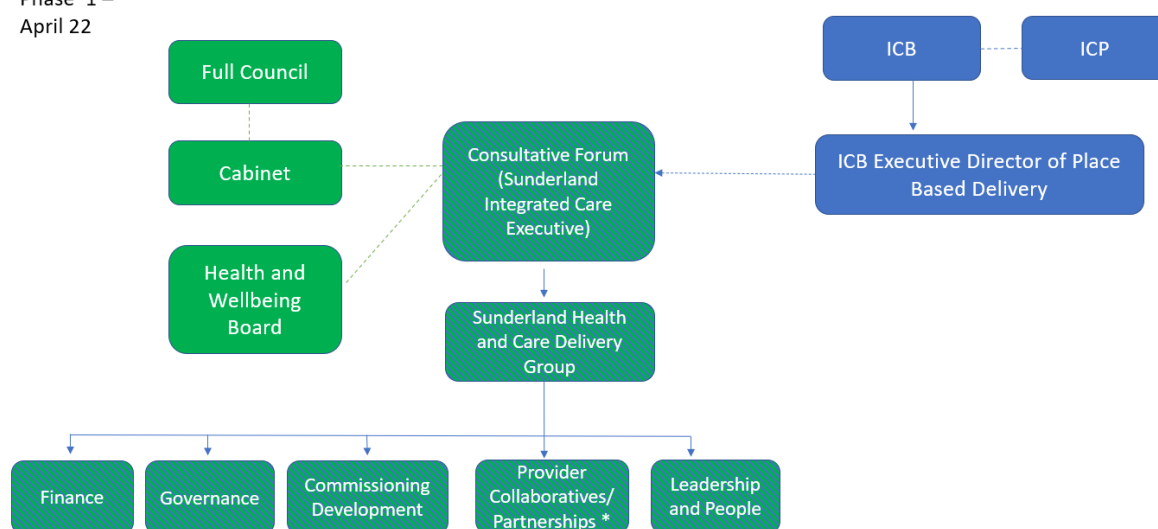 Phase 1 –
April 22
Full Council
Cabinet
Health and
Wellbeing
Board
Consultative Forum
(Sunderland
Integrated Care
Executive)
ICB
ICP
ICB Executive Director of Place
Based Delivery
Sunderland Health
and Care Delivery
Group
Finance
Governance
Commissioning
Development
Provider
Collaboratives/
Partnerships *
Leadership
and People